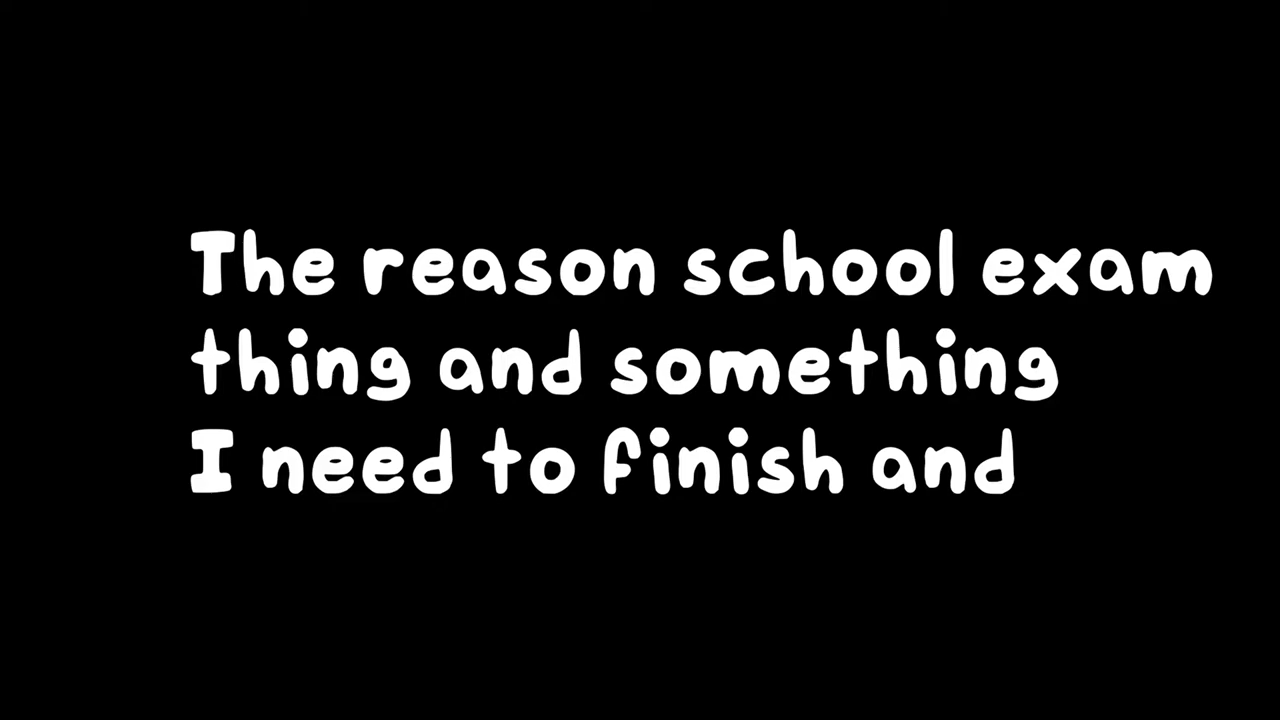 The reason school exam
thing and something
I need to finish and